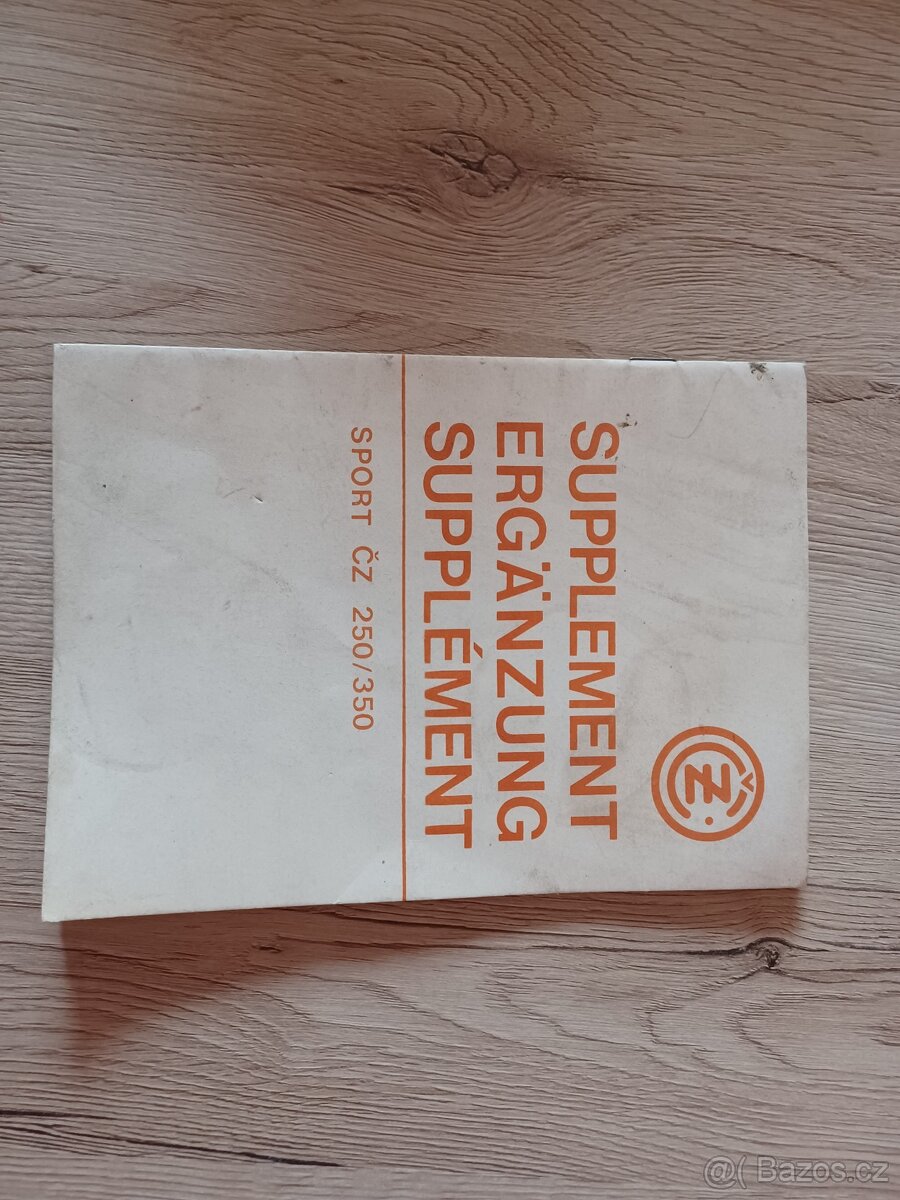 ČZ
SUPPLEMENT
ERGÄNZUNG
SUPPLÉMENT
SPORT ČZ 250/350
@( Bazos.cz